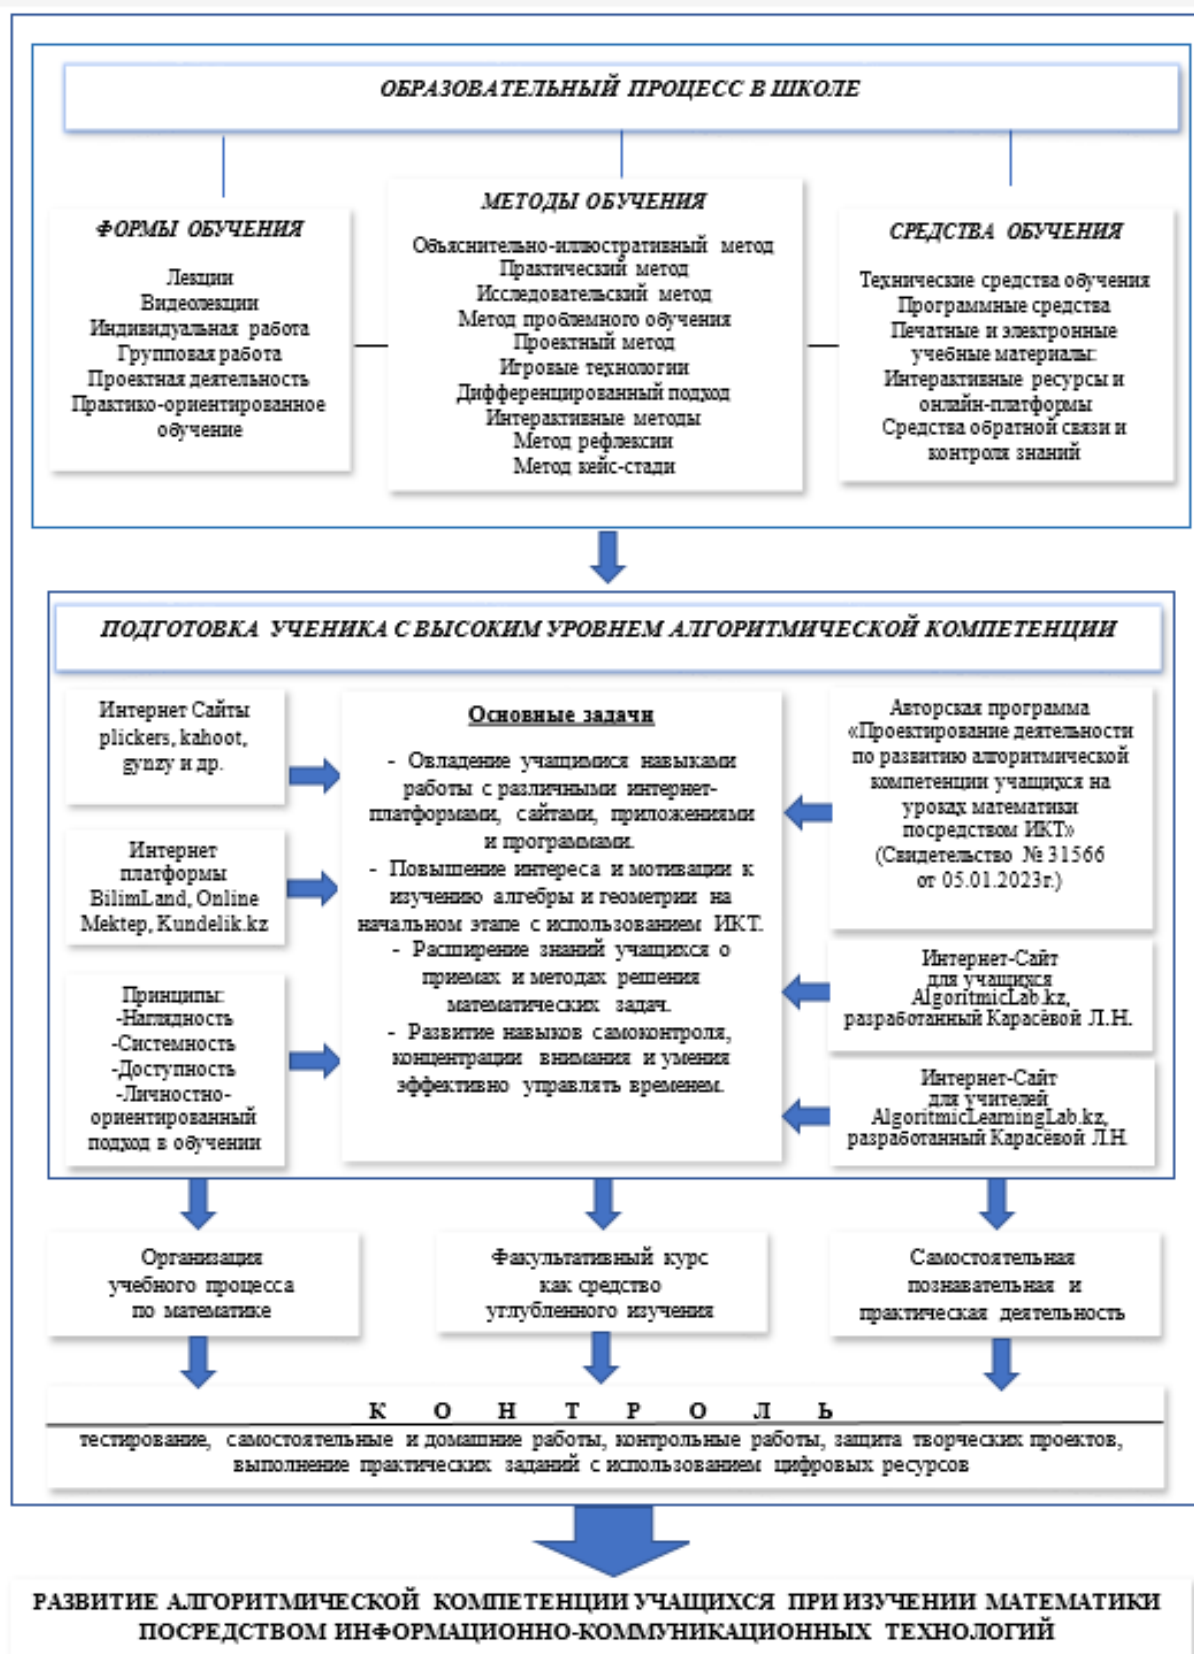 ОБРАЗОВАТЕЛЬНЫЙ ПРОЦЕСС В ШКОЛЕ
ФОРМЫ ОБУЧЕНИЯ
Лекции
Видеолекции
Индивидуальная работа
Групповая работа
Проектная деятельность
Практико-ориентированное
обучение
МЕТОДЫ ОБУЧЕНИЯ
Объяснительно-иллюстративный метод
Практический метод
Исследовательский метод
Метод проблемного обучения
Проектный метод
Игровые технологии
Дифференцированный подход
Интерактивные методы
Метод рефлексии
Метод кейс-стади
СРЕДСТВА ОБУЧЕНИЯ
Технические средства обучения
Программные средства
Печатные и электронные
учебные материалы:
Интерактивные ресурсы и
онлайн-платформы
Средства обратной связи и
контроля знаний
ПОДГОТОВКА УЧЕНИКА С ВЫСОКИМ УРОВНЕМ АЛГОРИТМИЧЕСКОЙ КОМПЕТЕНЦИИ
Интернет Сайты
plickers, kahoot,
gynzy и др.
Интернет
платформы
BilimLand, Online
Mektep, Kundelik.kz
Принципы:
-Наглядность
-Системность
-Доступность
-Личностно-
ориентированный
подход в обучении
Основные задачи
- Овладение учащимися навыками
работы с различными интернет-
платформами, сайтами, приложениями
и программами.
- Повышение интереса и мотивации к
изучению алгебры и геометрии на
начальном этапе с использованием ИКТ.
- Расширение знаний учащихся о
приемах и методах решения
математических задач.
- Развитие навыков самоконтроля,
концентрации внимания и умения
эффективно управлять временем.
Авторская программа
«Проектирование деятельности
по развитию алгоритмической
компетенции учащихся на
уроках математики
посредством ИКТ»
(Свидетельство № 31566
от 05.01.2023г.)
Интернет-Сайт
для учащихся
AlgoritmicLab.kz,
разработанный Карасёвой Л.Н.
Интернет-Сайт
для учителей
AlgoritmicLearningLab.kz,
разработанный Карасёвой Л.Н
Организация
учебного процесса
по математике
Факультативный курс
как средство
углубленного изучения
Самостоятельная
познавательная и
практическая деятельность
К О Н Т Р О Л Ь
тестирование, самостоятельные и домашние работы, контрольные работы, защита творческих проектов,
выполнение практических заданий с использованием цифровых ресурсов
РАЗВИТИЕ АЛГОРИТМИЧЕСКОЙ КОМПЕТЕНЦИИ УЧАЩИХСЯ ПРИ ИЗУЧЕНИИ МАТЕМАТИКИ
ПОСРЕДСТВОМ ИНФОРМАЦИОННО-КОММУНИКАЦИОННЫХ ТЕХНОЛОГИЙ